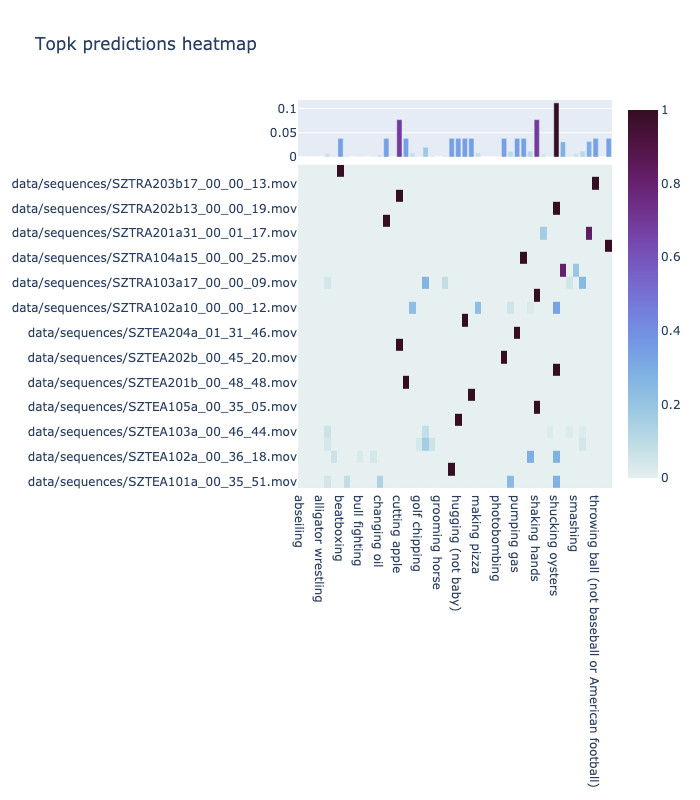 Topk predictions heatmap
0.1
0.05
0
1
0.8
0.6
0.4
0.2
0
data/sequences/SZTRA203b17_00_00_13.mov
data/sequences/SZTRA202b13_00_00_19.mov
data/sequences/SZTRA201a31_00_01_17.mov
data/sequences/SZTRA104a15_00_00_25.mov
data/sequences/SZTRA103a17_00_00_09.mov
data/sequences/SZTRA102a10_00_00_12.mov
data/sequences/SZTEA204a_01_31_46.mov
data/sequences/SZTEA202b_00_45_20.mov
data/sequences/SZTEA201b_00_48_48.mov
data/sequences/SZTEA105a_00_35_05.mov
data/sequences/SZTEA103a_00_46_44.mov
data/sequences/SZTEA102a_00_36_18.mov
data/sequences/SZTEA101a_00_35_51.mov
abseiling
alligator wrestling
beatboxing
bull fighting
changing oil
cutting apple
golf chipping
grooming horse
hugging (not baby)
making pizza
photobombing
pumping gas
shaking hands
shucking oysters
smashing
throwing ball (not baseball or American football)